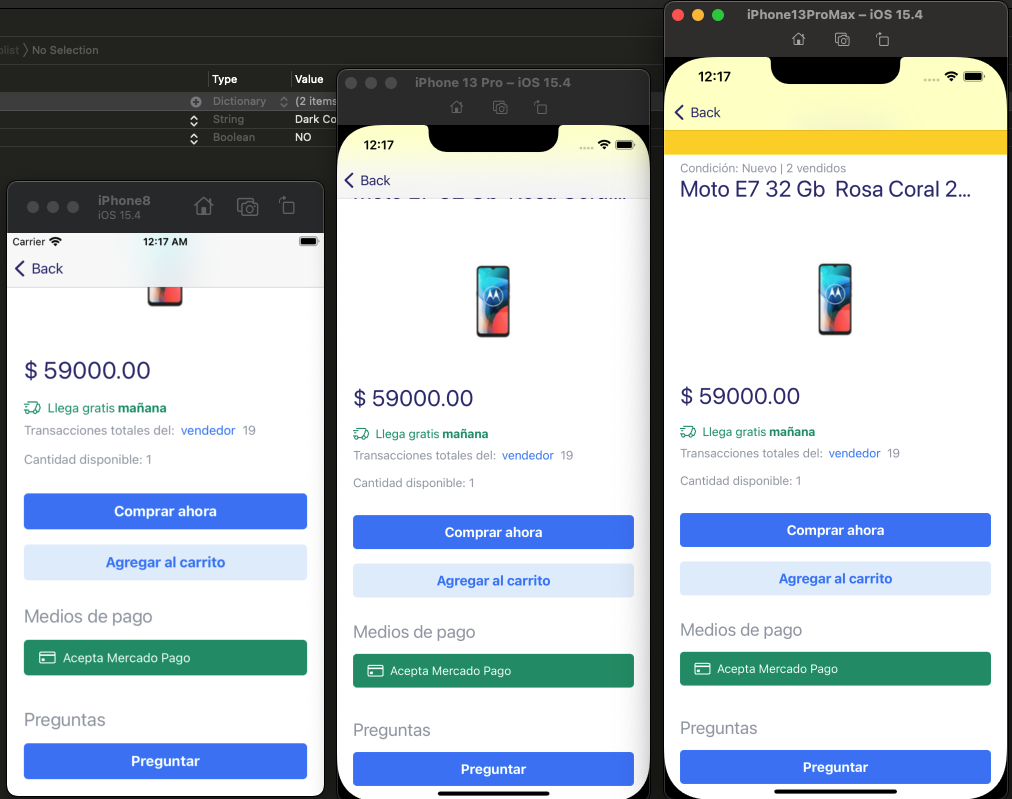 plist 〉No Selection
Type Value
Dictionary (2 items
String Dark Co
Boolean NO
iPhone8
iOS 15.4
Carrier 12:17 AM
Back
$ 59000.00
Llega gratis mañana
Transacciones totales del: vendedor 19
Cantidad disponible: 1
Comprar ahora
Agregar al carrito
Medios de pago
Acepta Mercado Pago
Preguntas
Preguntar
iPhone 13 Pro – iOS 15.4
12:17
Back
Moto E7 32 Gb Rosa Coral...
$ 59000.00
Llega gratis mañana
Transacciones totales del: vendedor 19
Cantidad disponible: 1
Comprar ahora
Agregar al carrito
Medios de pago
Acepta Mercado Pago
Preguntas
Preguntar
iPhone13ProMax – iOS 15.4
12:17
Back
Condición: Nuevo | 2 vendidos
Moto E7 32 Gb Rosa Coral 2...
$ 59000.00
Llega gratis mañana
Transacciones totales del: vendedor 19
Cantidad disponible: 1
Comprar ahora
Agregar al carrito
Medios de pago
Acepta Mercado Pago
Preguntas
Preguntar